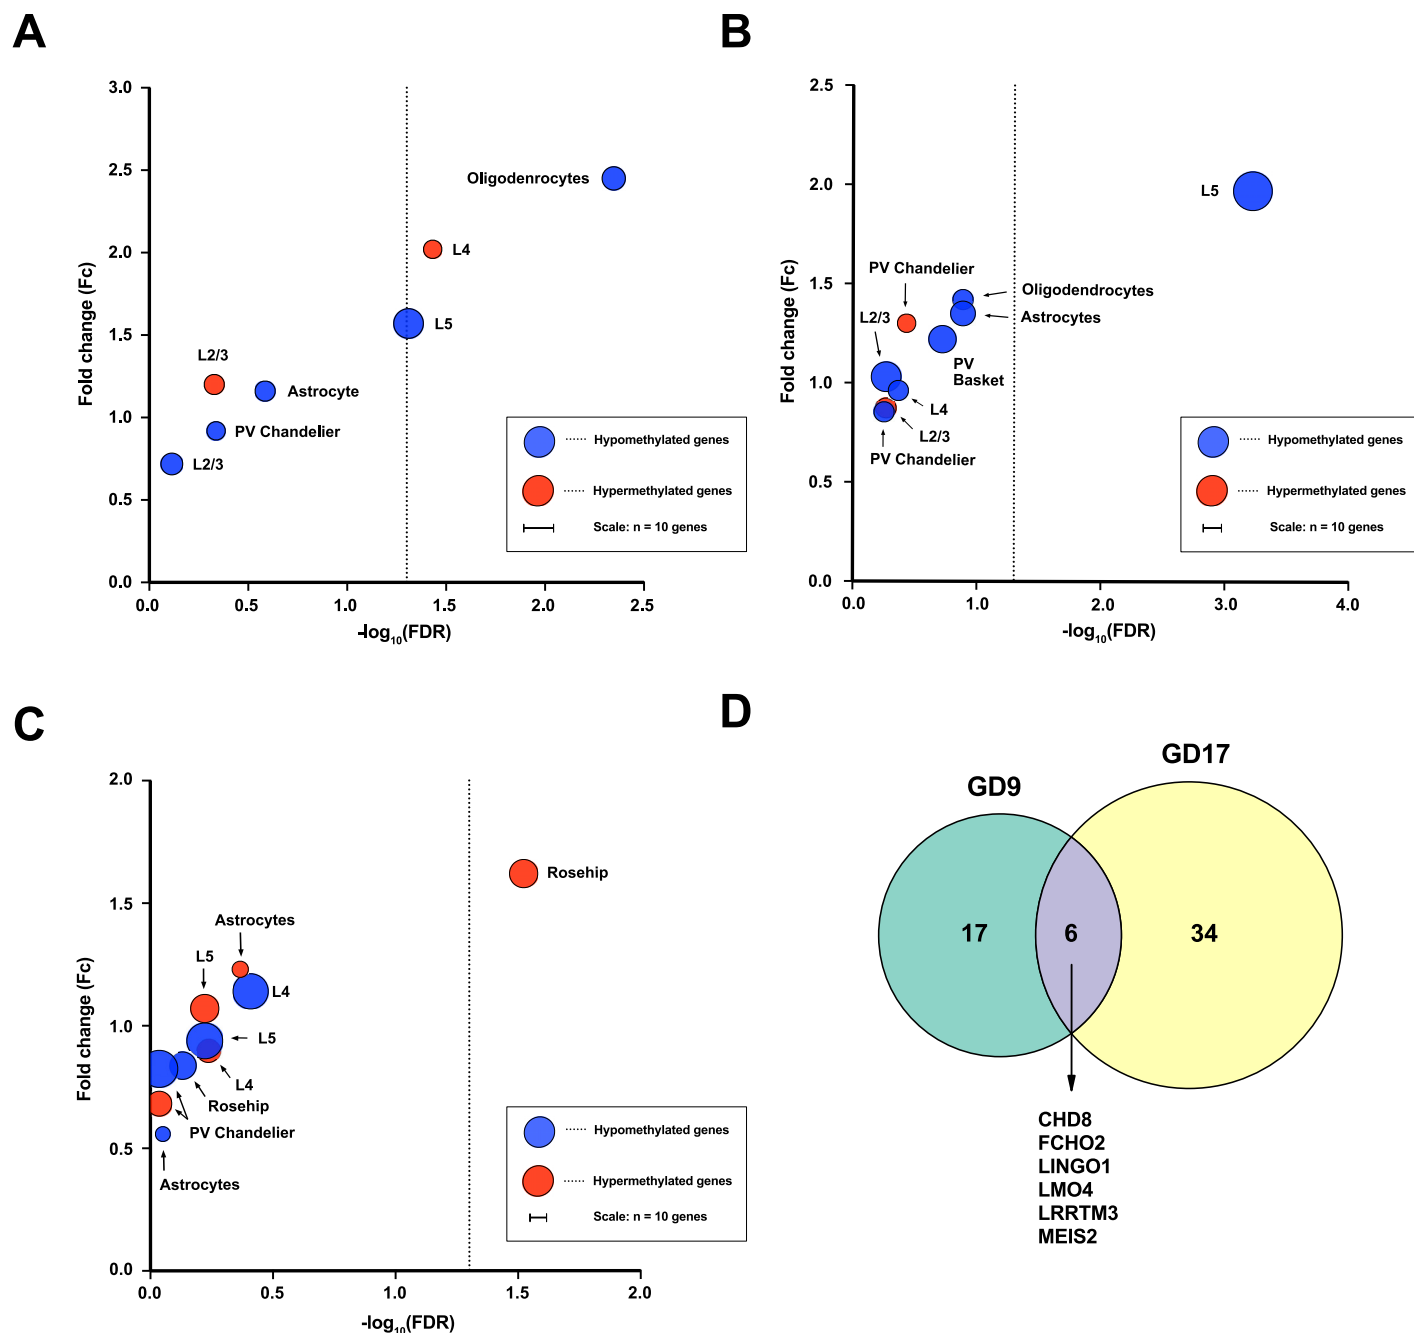 A
3.0
2.5
2.0
1.5
1.0
0.5
0.0
Fold change (Fc)
Oligodenrocytes
L4
L5
L2/3
Astrocyte
PV Chandelier
L2/3
Hypomethylated genes
Hypermethylated genes
Scale: n = 10 genes
0.0 0.5 1.0 1.5 2.0 2.5
-log10(FDR)
B
2.5
2.0
1.5
1.0
0.5
0.0
Fold change (Fc)
L5
PV Chandelier
Oligodendrocytes
L2/3
Astrocytes
PV
Basket
L4
L2/3
PV Chandelier
Hypomethylated genes
Hypermethylated genes
Scale: n = 10 genes
0.0 1.0 2.0 3.0 4.0
-log10(FDR)
C
2.0
1.5
1.0
0.5
0.0
Fold change (Fc)
Rosehip
Astrocytes
L5
L4
L5
L4
Rosehip
PV Chandelier
Astrocytes
Hypomethylated genes
Hypermethylated genes
Scale: n = 10 genes
0.0 0.5 1.0 1.5 2.0
-log10(FDR)
D
GD17
GD9
17 6 34
CHD8
FCHO2
LINGO1
LMO4
LRRTM3
MEIS2